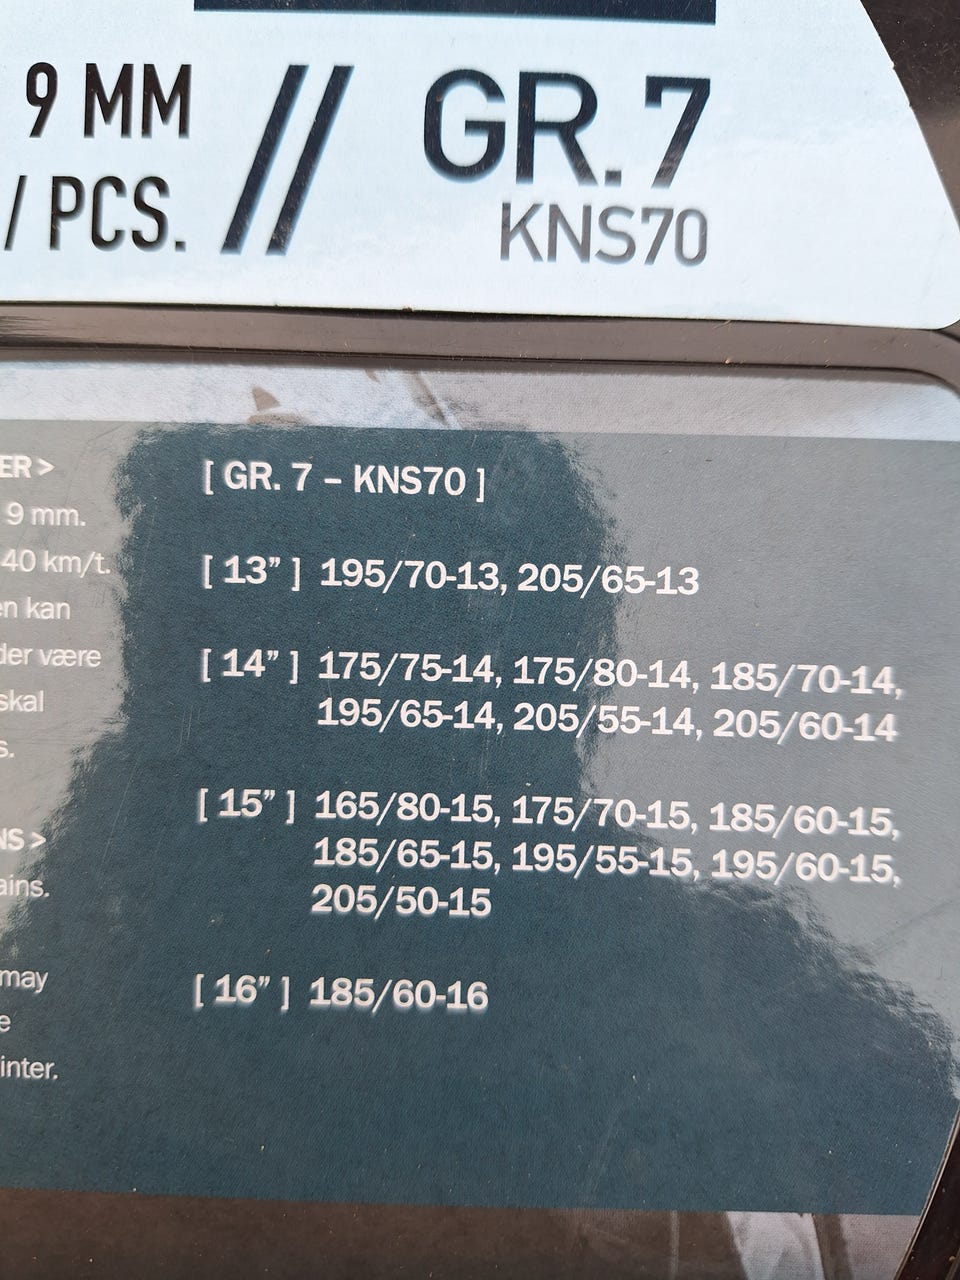 9 MM
/ PCS.
//
GR. 7
KNS70
ER >
9 mm.
40 km/t.
en kan
der være
skal
s.
NS >
ains.
may
e
inter.
[ GR. 7 – KNS70 ]
[ 13” ] 195/70-13, 205/65-13
[ 14” ] 175/75-14, 175/80-14, 185/70-14,
195/65-14, 205/55-14, 205/60-14
[ 15” ] 165/80-15, 175/70-15, 185/60-15,
185/65-15, 195/55-15, 195/60-15,
205/50-15
[ 16” ] 185/60-16